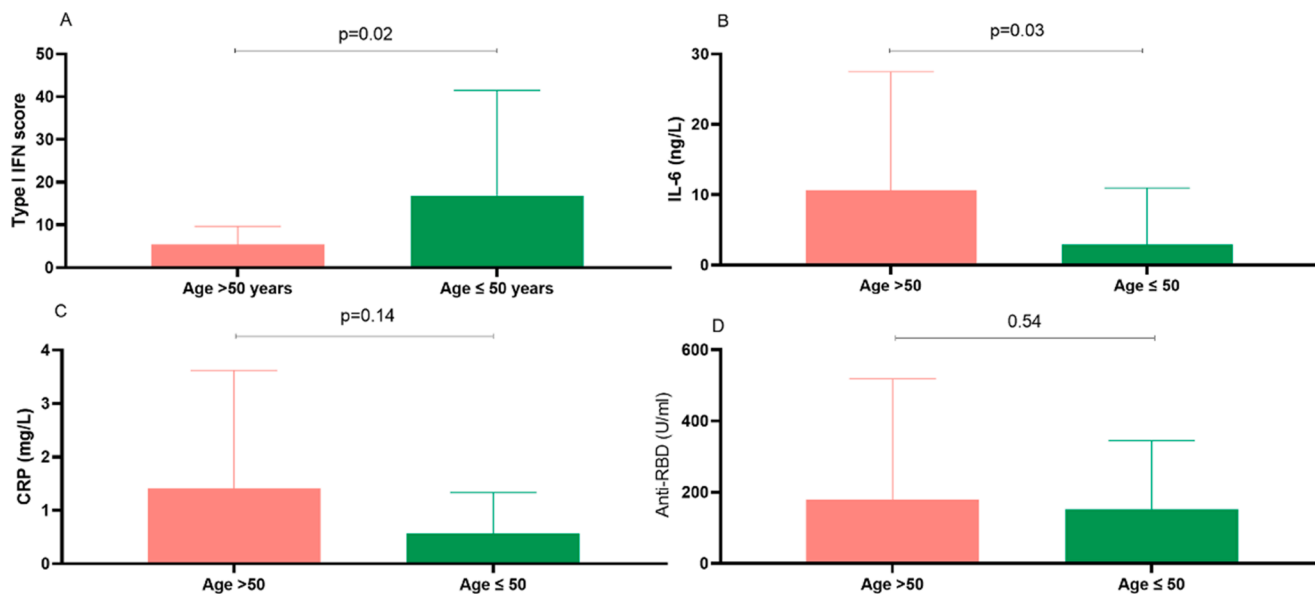 A
p=0.02
Type I IFN score
50
40
30
20
10
0
Age >50 years
Age ≤ 50 years
B
p=0.03
IL-6 (ng/L)
30
20
10
0
Age >50
Age ≤ 50
C
p=0.14
CRP (mg/L)
4
3
2
1
0
Age >50
Age ≤ 50
D
0.54
Anti-RBD (U/ml)
600
400
200
0
Age >50
Age ≤ 50